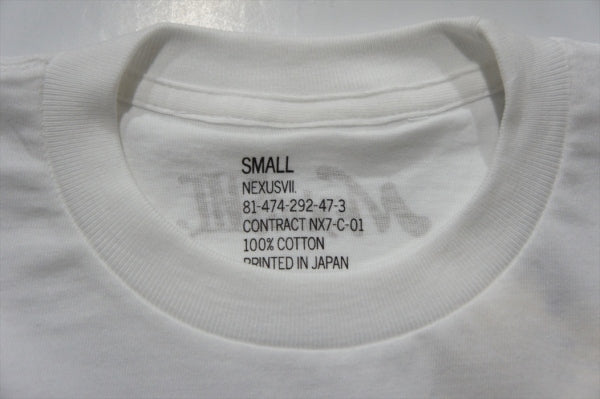 SMALL
NEXUSVII.
81-474-292-47-3
CONTRACT NX7-C-01
100% COTTON
PRINTED IN JAPAN